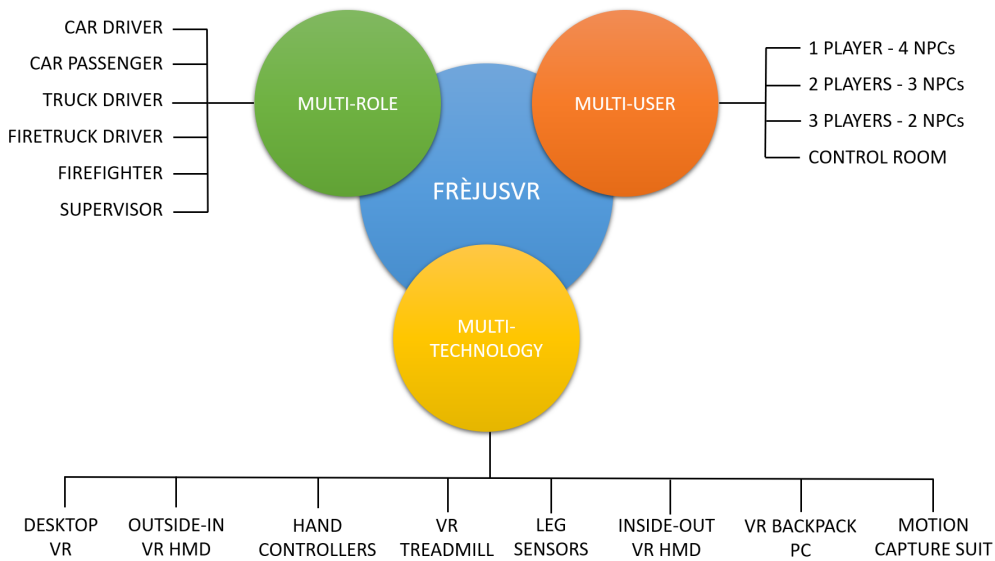 CAR DRIVER
CAR PASSENGER
TRUCK DRIVER
FIRETRUCK DRIVER
FIREFIGHTER
SUPERVISOR
MULTI-ROLE
MULTI-USER
1 PLAYER - 4 NPCs
2 PLAYERS - 3 NPCs
3 PLAYERS - 2 NPCs
CONTROL ROOM
FRÈJUSVR
MULTI-
TECHNOLOGY
DESKTOP
VR
OUTSIDE-IN
VR HMD
HAND
CONTROLLERS
VR
TREADMILL
LEG
SENSORS
INSIDE-OUT
VR HMD
VR BACKPACK
PC
MOTION
CAPTURE SUIT